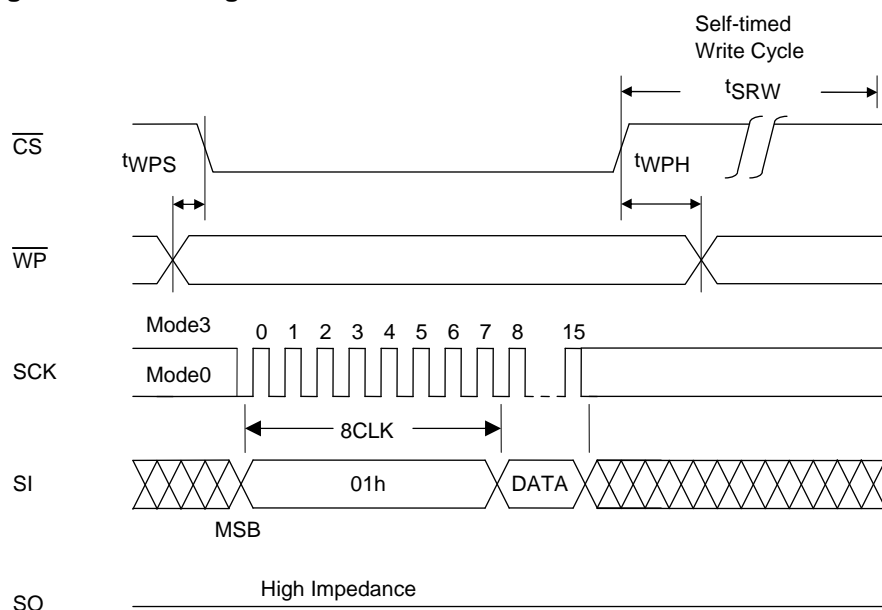 Self-timed
Write Cycle
tSRW
CS
tWPS
tWPH
WP
Mode3
0 1 2 3 4 5 6 7 8 15
SCK
Mode0
8CLK
SI
01h
DATA
MSB
High Impedance
SO